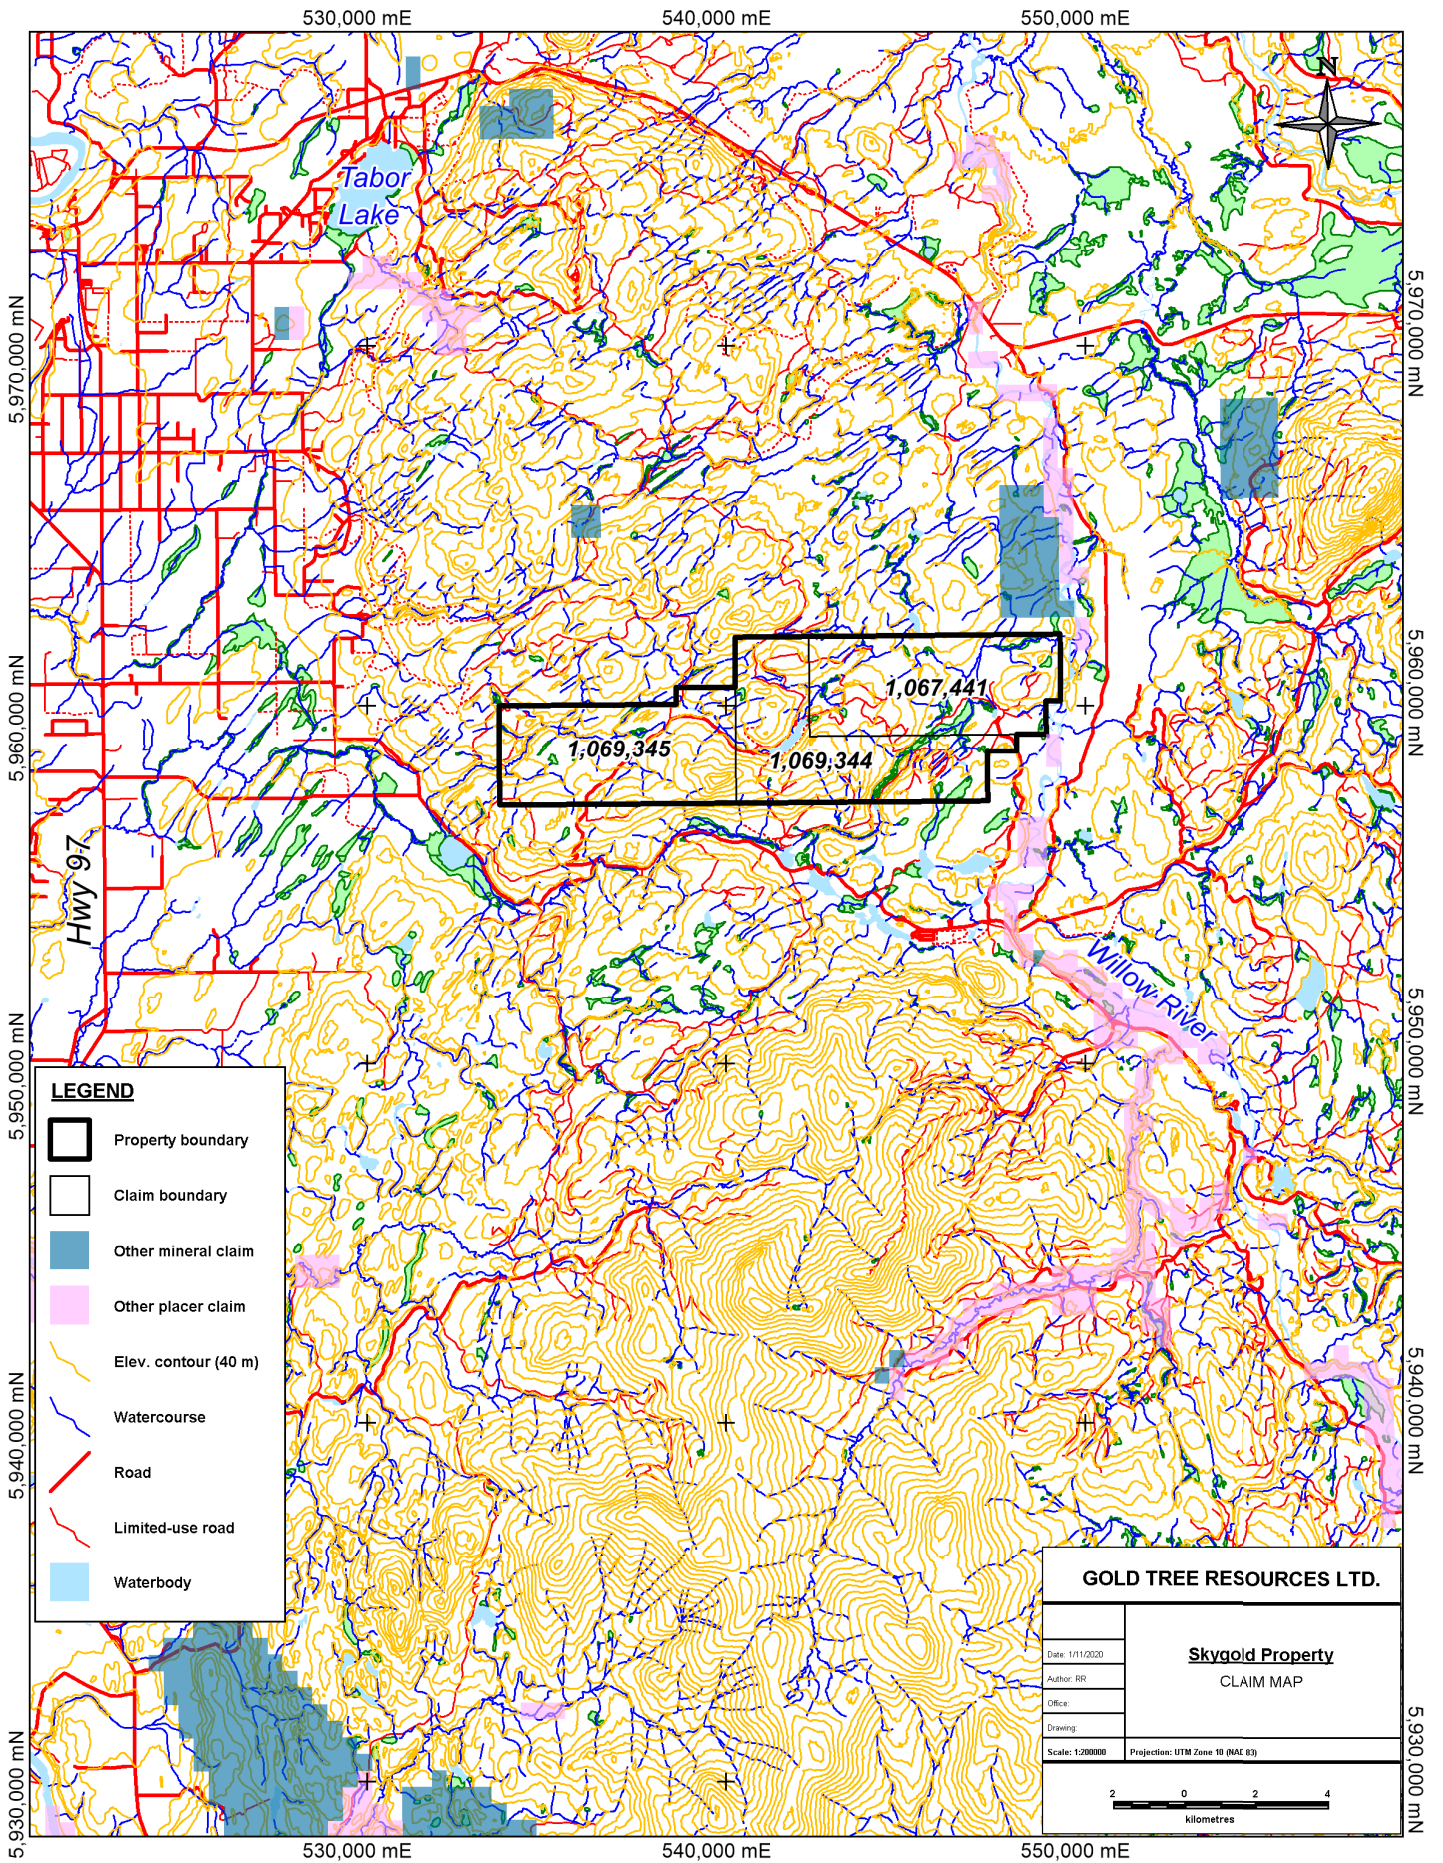 530,000 mE
540,000 mE
550,000 mE
N
Tabor
Lake
5,970,000 mN
5,970,000 mN
1,067,441
1,069,345
1,069,344
5,960,000 mN
5,960,000 mN
Hwy 97
Willow River
5,950,000 mN
5,950,000 mN
LEGEND
Property boundary
Claim boundary
Other mineral claim
Other placer claim
Elev. contour (40 m)
Watercourse
Road
Limited-use road
Waterbody
5,940,000 mN
5,940,000 mN
GOLD TREE RESOURCES LTD.
Skygold Property
CLAIM MAP
Date: 1/11/2020
Author: RR
Office:
Drawing:
Scale: 1:200000
Projection: UTM Zone 10 (NAD 83)
2 0 2 4
kilometres
5,930,000 mN
5,930,000 mN
530,000 mE
540,000 mE
550,000 mE